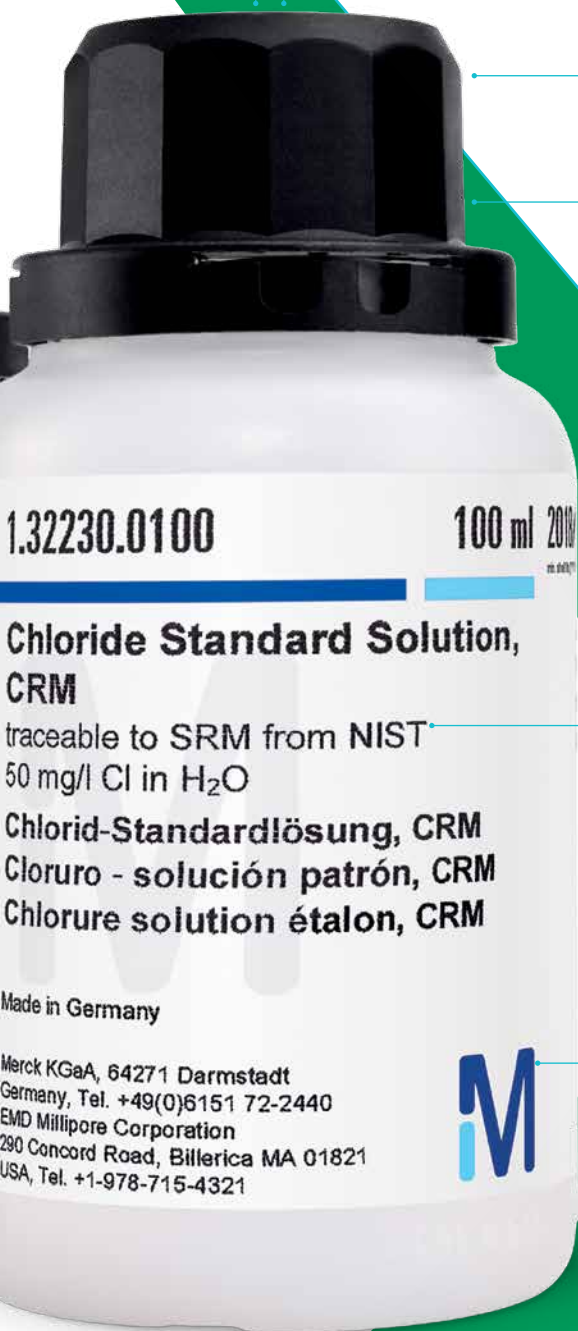 1.32230.0100 100 ml 2018/
Chloride Standard Solution,
CRM
traceable to SRM from NIST
50 mg/l Cl in H₂O
Chlorid-Standardlösung, CRM
Cloruro - solución patrón, CRM
Chlorure solution étalon, CRM
Made in Germany
Merck KGaA, 64271 Darmstadt
Germany, Tel. +49(0)6151 72-2440
EMD Millipore Corporation
290 Concord Road, Billerica MA 01821
USA, Tel. +1-978-715-4321
M